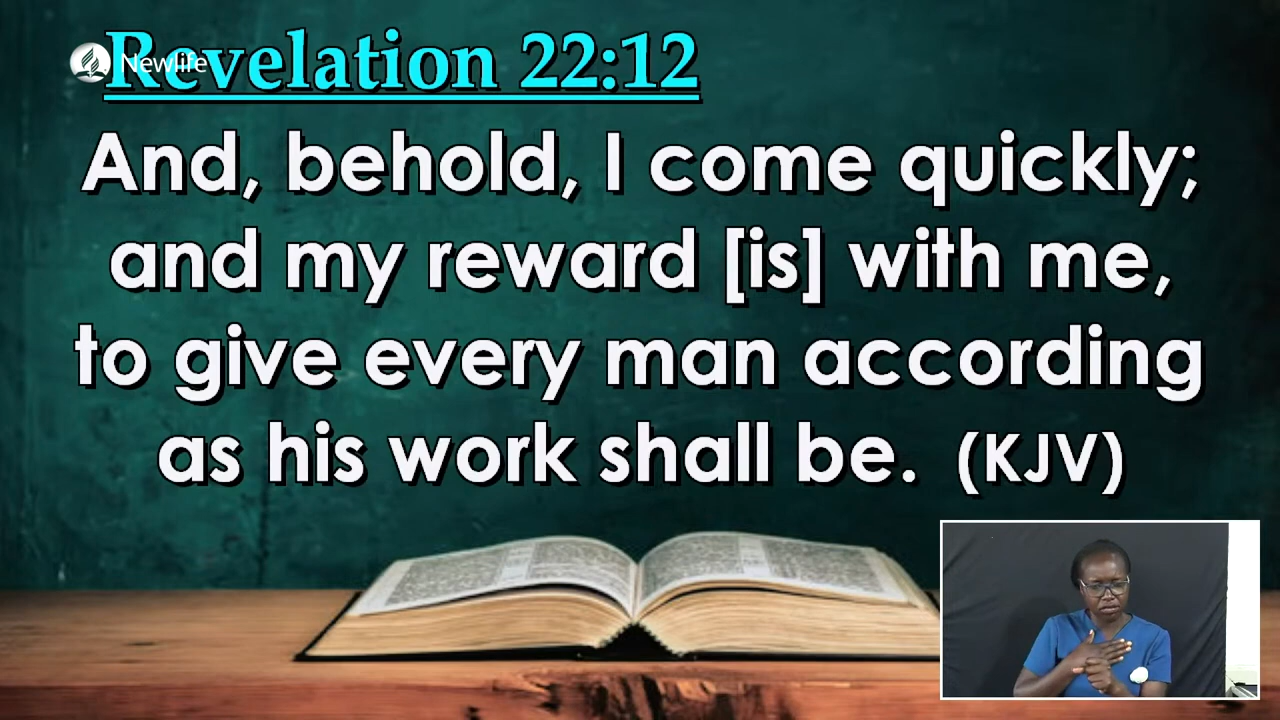 Revelation 22:12
Newlife
And, behold, I come quickly;
and my reward [is] with me,
to give every man according
as his work shall be. (KJV)